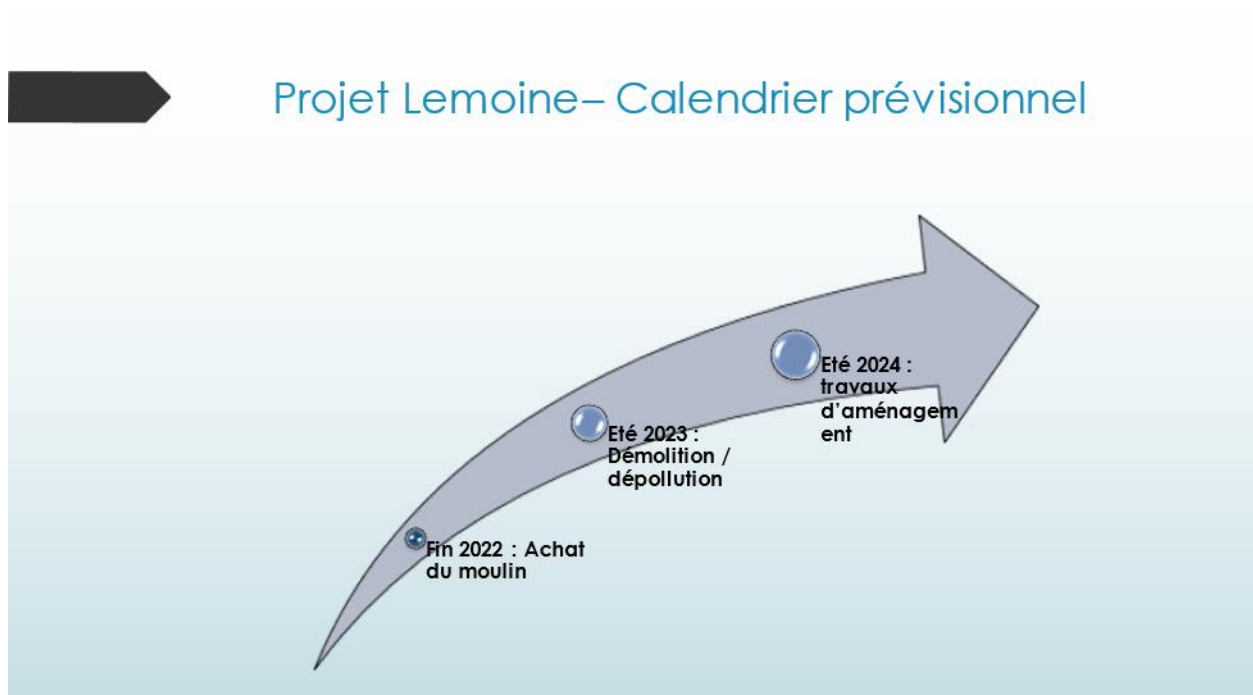 Projet Lemoine– Calendrier prévisionnel
Eté 2024 :
travaux
d'aménagem
ent
Eté 2023 :
Démolition /
dépollution
Fin 2022 : Achat
du moulin